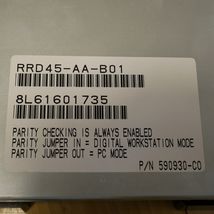 RRD45-AA-B01
8L61601735
PARITY CHECKING IS ALWAYS ENABLED
PARITY JUMPER IN = DIGITAL WORKSTATION MODE
PARITY JUMPER OUT = PC MODE
P/N 590930-C0